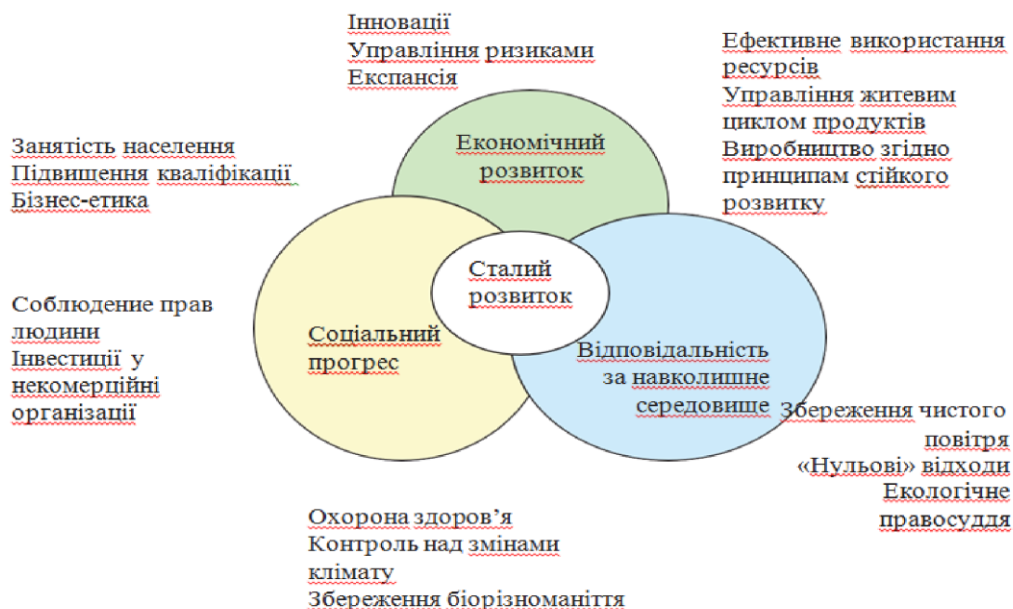 Інновації
Управління ризиками
Експансія
Ефективне використання
ресурсів
Управління житевим
циклом продуктів
Виробництво згідно
принципам стійкого
розвитку
Занятість населення
Підвищення кваліфікації
Бізнес-етика
Економічний
розвиток
Сталий
розвиток
Соблюдение прав
людини
Інвестиції у
некомерційні
організації
Соціальний
прогрес
Відповідальність
за навколишне
середовище
Збереження чистого
повітря
«Нульові» відходи
Екологічне
правосуддя
Охорона здоров’я
Контроль над змінами
клімату
Збереження біорізноманіття